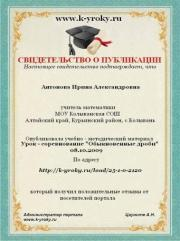 www.k-yroky.ru
СВИДЕТЕЛЬСТВО О ПУБЛИКАЦИИ
Настоящее свидетельство подтверждает, что
Антонова Ирина Александровна
учитель математики
МОУ Колыванская СОШ
Алтайский край, Курьинский район, с Колывань
Опубликовала учебно - методический материал
Урок - соревнование "Обыкновенные дроби"
08.10.2009
По адресу
http://k-yroky.ru/load/25-1-0-2120
который получил положительные отзывы от
посетителей портала
Администратор портала
www.k-yroky.ru